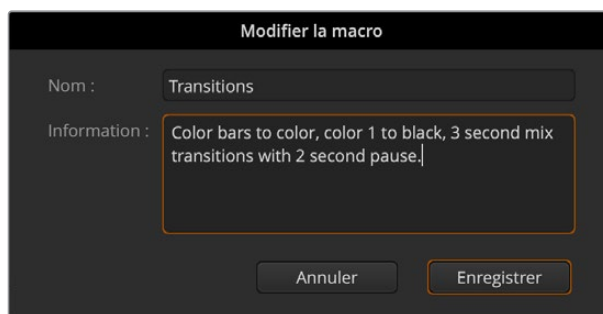 Modifier la macro
Nom : Transitions
Information : Color bars to color, color 1 to black, 3 second mix
transitions with 2 second pause.
Annuler Enregistrer